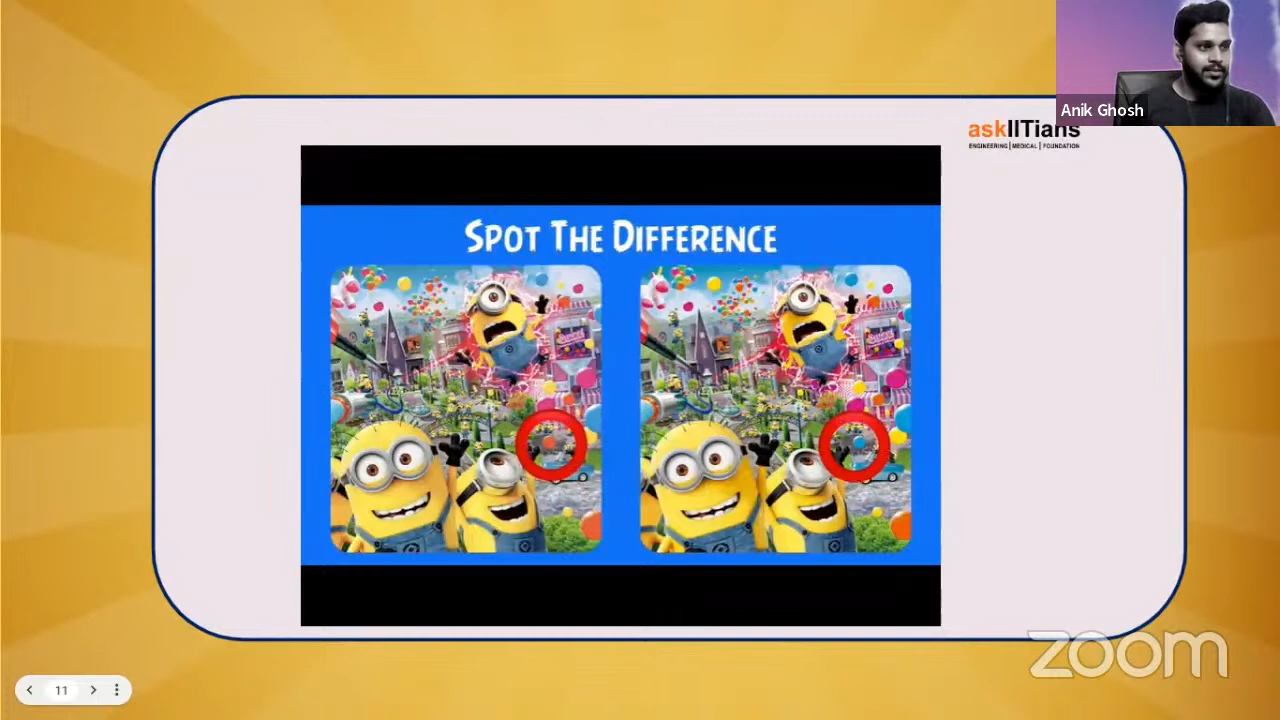 Anik Ghosh
askIITians
ENGINEERING | MEDICAL | FOUNDATION
SPOT THE DIFFERENCE
11
zoom